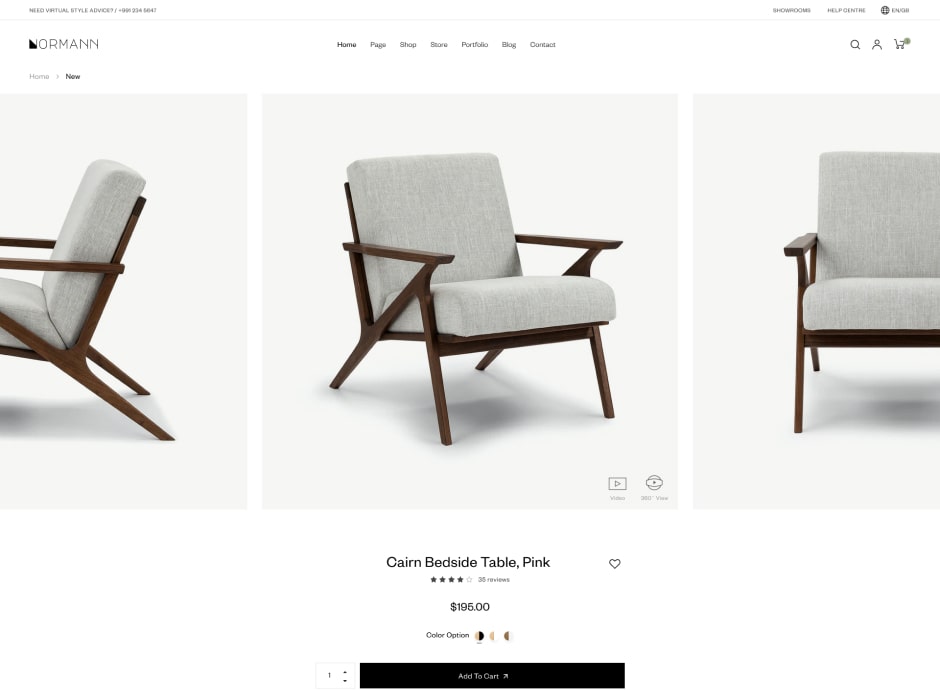 NEED VIRTUAL STYLE ADVICE? / +991 234 5647
SHOWROOMS HELP CENTRE EN/GB
NORMANN
Home Page Shop Store Portfolio Blog Contact
Home > New
Video 360° View
Cairn Bedside Table, Pink
35 reviews
$195.00
Color Option
1 Add To Cart